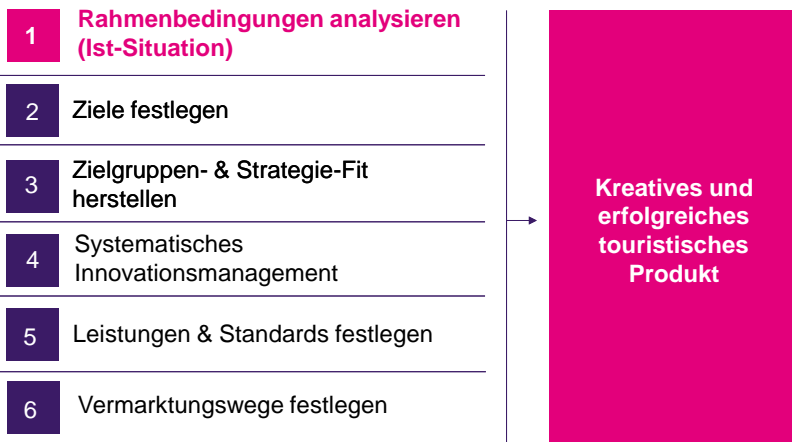 1
Rahmenbedingungen analysieren
(Ist-Situation)
2
Ziele festlegen
3
Zielgruppen- & Strategie-Fit
herstellen
4
Systematisches
Innovationsmanagement
5
Leistungen & Standards festlegen
6
Vermarktungswege festlegen
Kreatives und
erfolgreiches
touristisches
Produkt